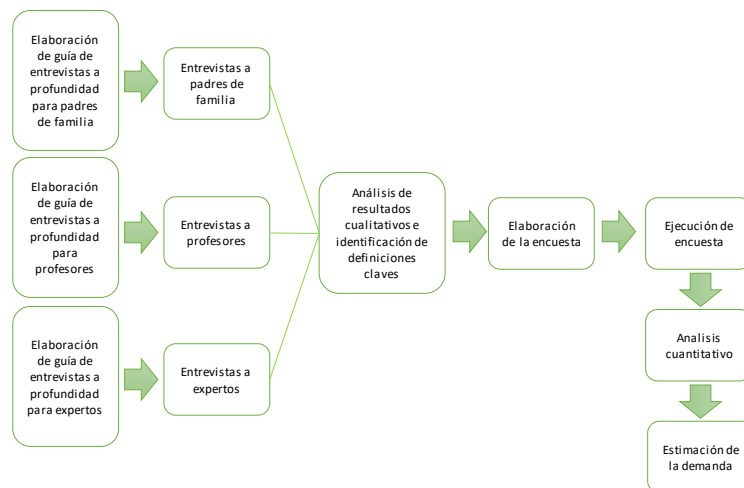 Elaboración
de guía de
entrevistas a
profundidad
para padres
de familia
Entrevistas a
padres de
familia
Elaboración
de guía de
entrevistas a
profundidad
para
profesores
Entrevistas a
profesores
Elaboración
de guía de
entrevistas a
profundidad
para expertos
Entrevistas a
expertos
Análisis de
resultados
cualitativos e
identificación de
definiciones
claves
Elaboración
de la encuesta
Ejecución de
encuesta
Analisis
cuantitativo
Estimación de
la demanda